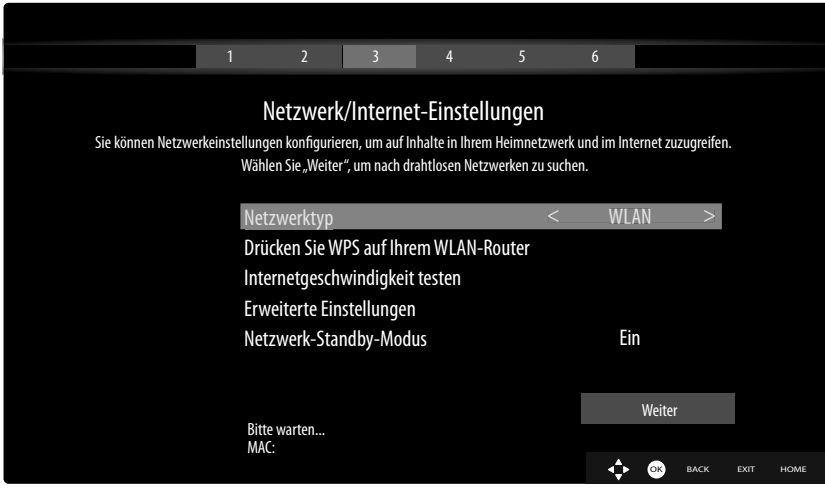 1 2 3 4 5 6
Netzwerk/Internet-Einstellungen
Sie können Netzwerkeinstellungen konfigurieren, um auf Inhalte in Ihrem Heimnetzwerk und im Internet zuzugreifen.
Wählen Sie „Weiter“, um nach drahtlosen Netzwerken zu suchen.
Netzwerktyp < WLAN >
Drücken Sie WPS auf Ihrem WLAN-Router
Internetgeschwindigkeit testen
Erweiterte Einstellungen
Netzwerk-Standby-Modus Ein
Weiter
Bitte warten...
MAC:
OK BACK EXIT HOME